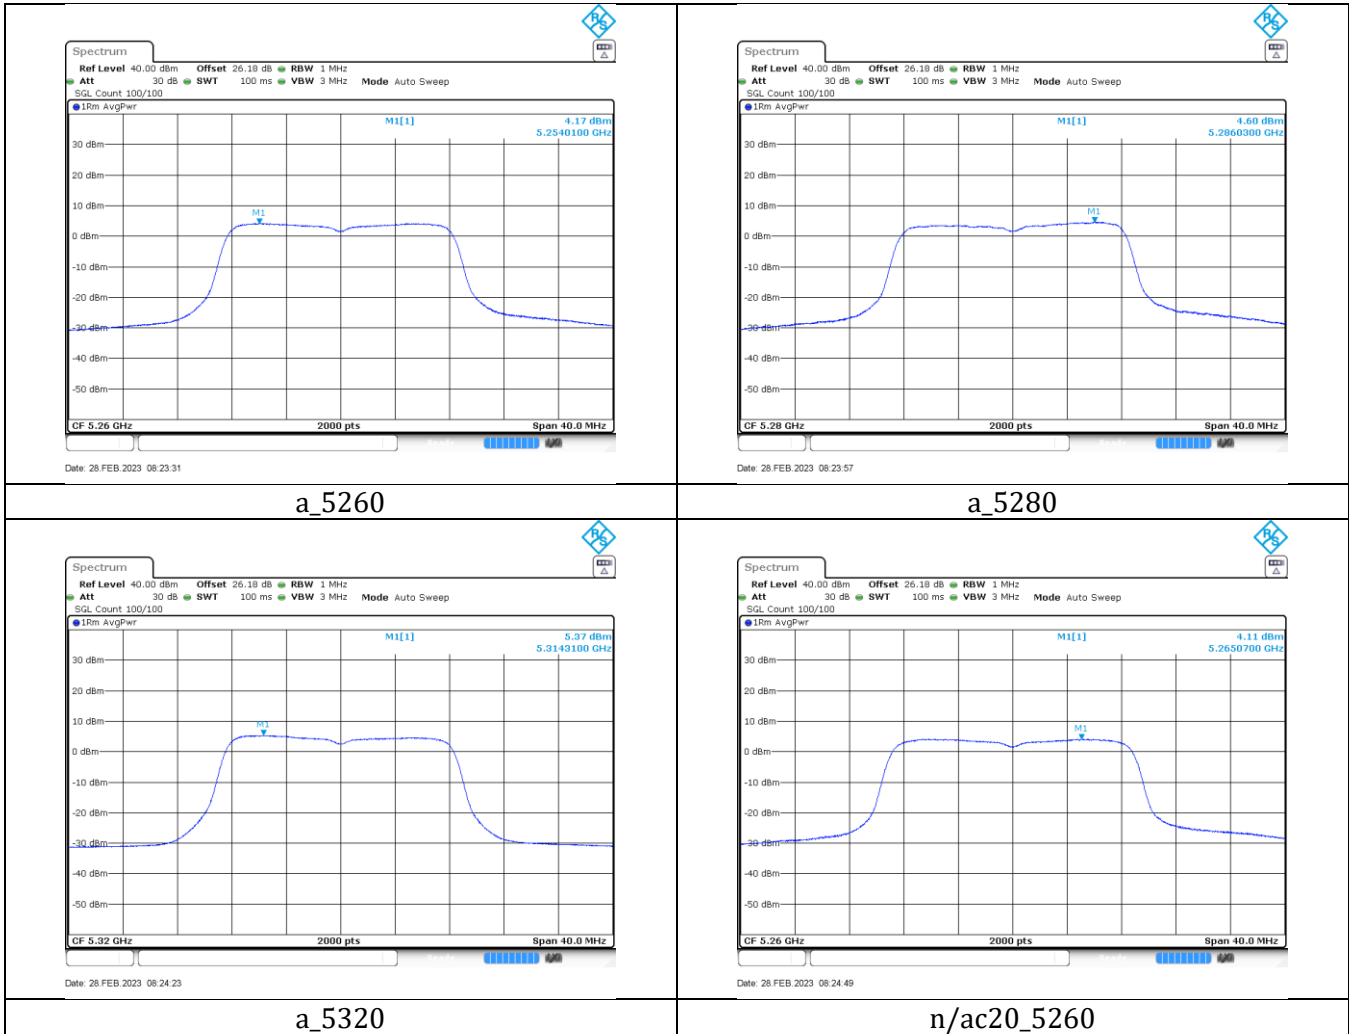 Spectrum
Ref Level 40.00 dBm Offset 26.18 dB RBW 1 MHz
Att 30 dB SWT 100 ms VBW 3 MHz Mode Auto Sweep
SGL Count 100/100
1Rm AvgPwr
M1[1] 4.17 dBm
5.2540100 GHz
30 dBm
20 dBm
10 dBm
M1
0 dBm
-10 dBm
-20 dBm
-30 dBm
-40 dBm
-50 dBm
CF 5.26 GHz 2000 pts Span 40.0 MHz
Date: 28.FEB.2023 08:23:31
a_5260
Spectrum
Ref Level 40.00 dBm Offset 26.18 dB RBW 1 MHz
Att 30 dB SWT 100 ms VBW 3 MHz Mode Auto Sweep
SGL Count 100/100
1Rm AvgPwr
M1[1] 4.60 dBm
5.2860300 GHz
30 dBm
20 dBm
10 dBm
M1
0 dBm
-10 dBm
-20 dBm
-30 dBm
-40 dBm
-50 dBm
CF 5.28 GHz 2000 pts Span 40.0 MHz
Date: 28.FEB.2023 08:23:57
a_5280
Spectrum
Ref Level 40.00 dBm Offset 26.18 dB RBW 1 MHz
Att 30 dB SWT 100 ms VBW 3 MHz Mode Auto Sweep
SGL Count 100/100
1Rm AvgPwr
M1[1] 5.37 dBm
5.3143100 GHz
30 dBm
20 dBm
10 dBm
M1
0 dBm
-10 dBm
-20 dBm
-30 dBm
-40 dBm
-50 dBm
CF 5.32 GHz 2000 pts Span 40.0 MHz
Date: 28.FEB.2023 08:24:23
a_5320
Spectrum
Ref Level 40.00 dBm Offset 26.18 dB RBW 1 MHz
Att 30 dB SWT 100 ms VBW 3 MHz Mode Auto Sweep
SGL Count 100/100
1Rm AvgPwr
M1[1] 4.11 dBm
5.2650700 GHz
30 dBm
20 dBm
10 dBm
M1
0 dBm
-10 dBm
-20 dBm
-30 dBm
-40 dBm
-50 dBm
CF 5.26 GHz 2000 pts Span 40.0 MHz
Date: 28.FEB.2023 08:24:49
n/ac20_5260